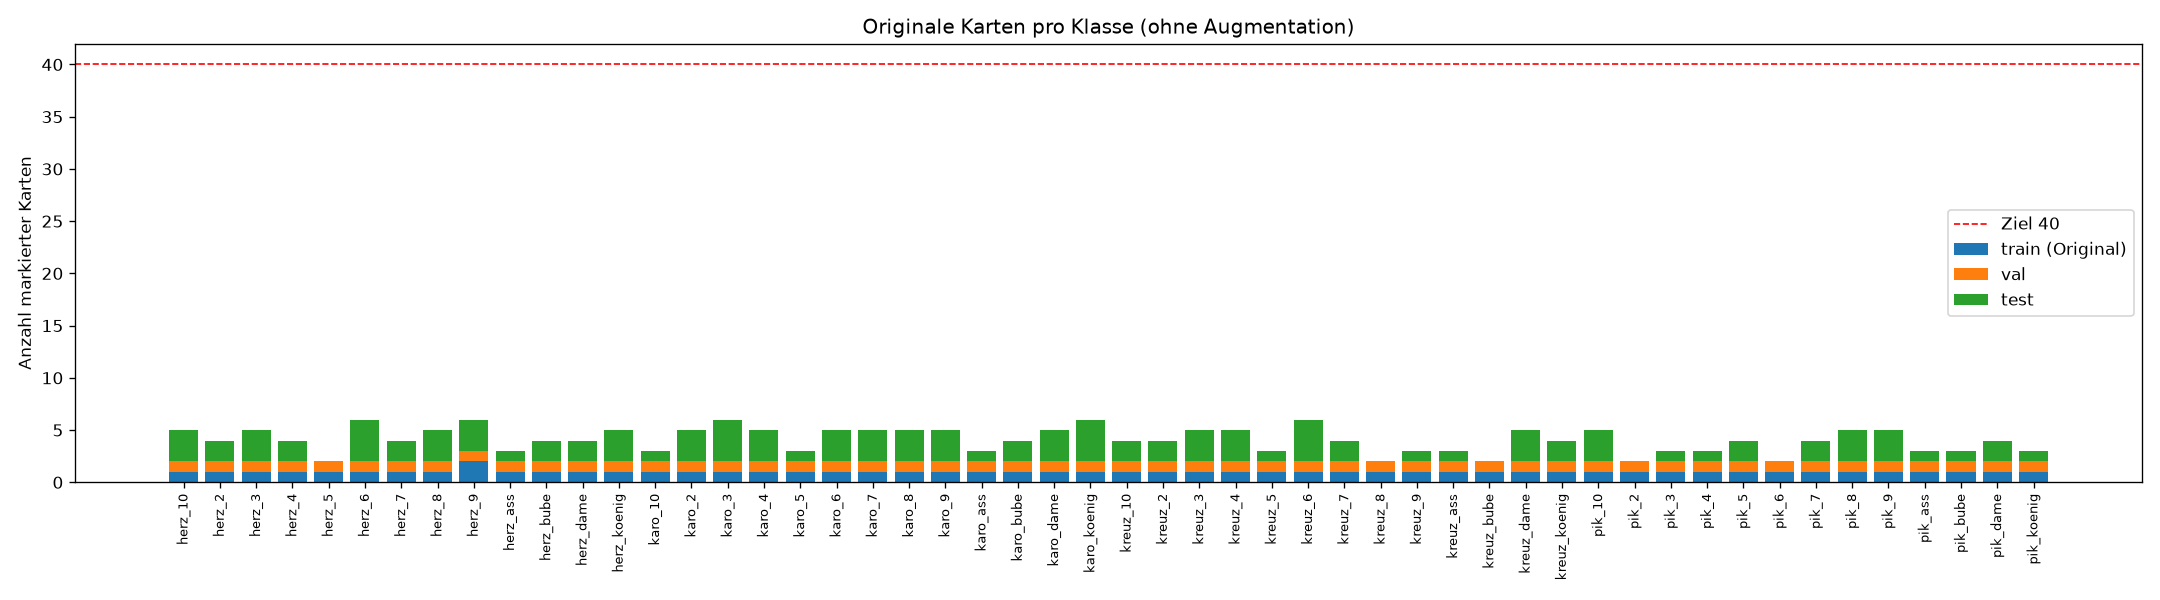 Originale Karten pro Klasse (ohne Augmentation)
Anzahl markierter Karten
40
35
30
25
20
15
10
5
0
Ziel 40
train (Original)
val
test
herz_10
herz_2
herz_3
herz_4
herz_5
herz_6
herz_7
herz_8
herz_9
herz_ass
herz_bube
herz_dame
herz_koenig
karo_10
karo_2
karo_3
karo_4
karo_5
karo_6
karo_7
karo_8
karo_9
karo_ass
karo_bube
karo_dame
karo_koenig
kreuz_10
kreuz_2
kreuz_3
kreuz_4
kreuz_5
kreuz_6
kreuz_7
kreuz_8
kreuz_9
kreuz_ass
kreuz_bube
kreuz_dame
kreuz_koenig
pik_10
pik_2
pik_3
pik_4
pik_5
pik_6
pik_7
pik_8
pik_9
pik_ass
pik_bube
pik_dame
pik_koenig